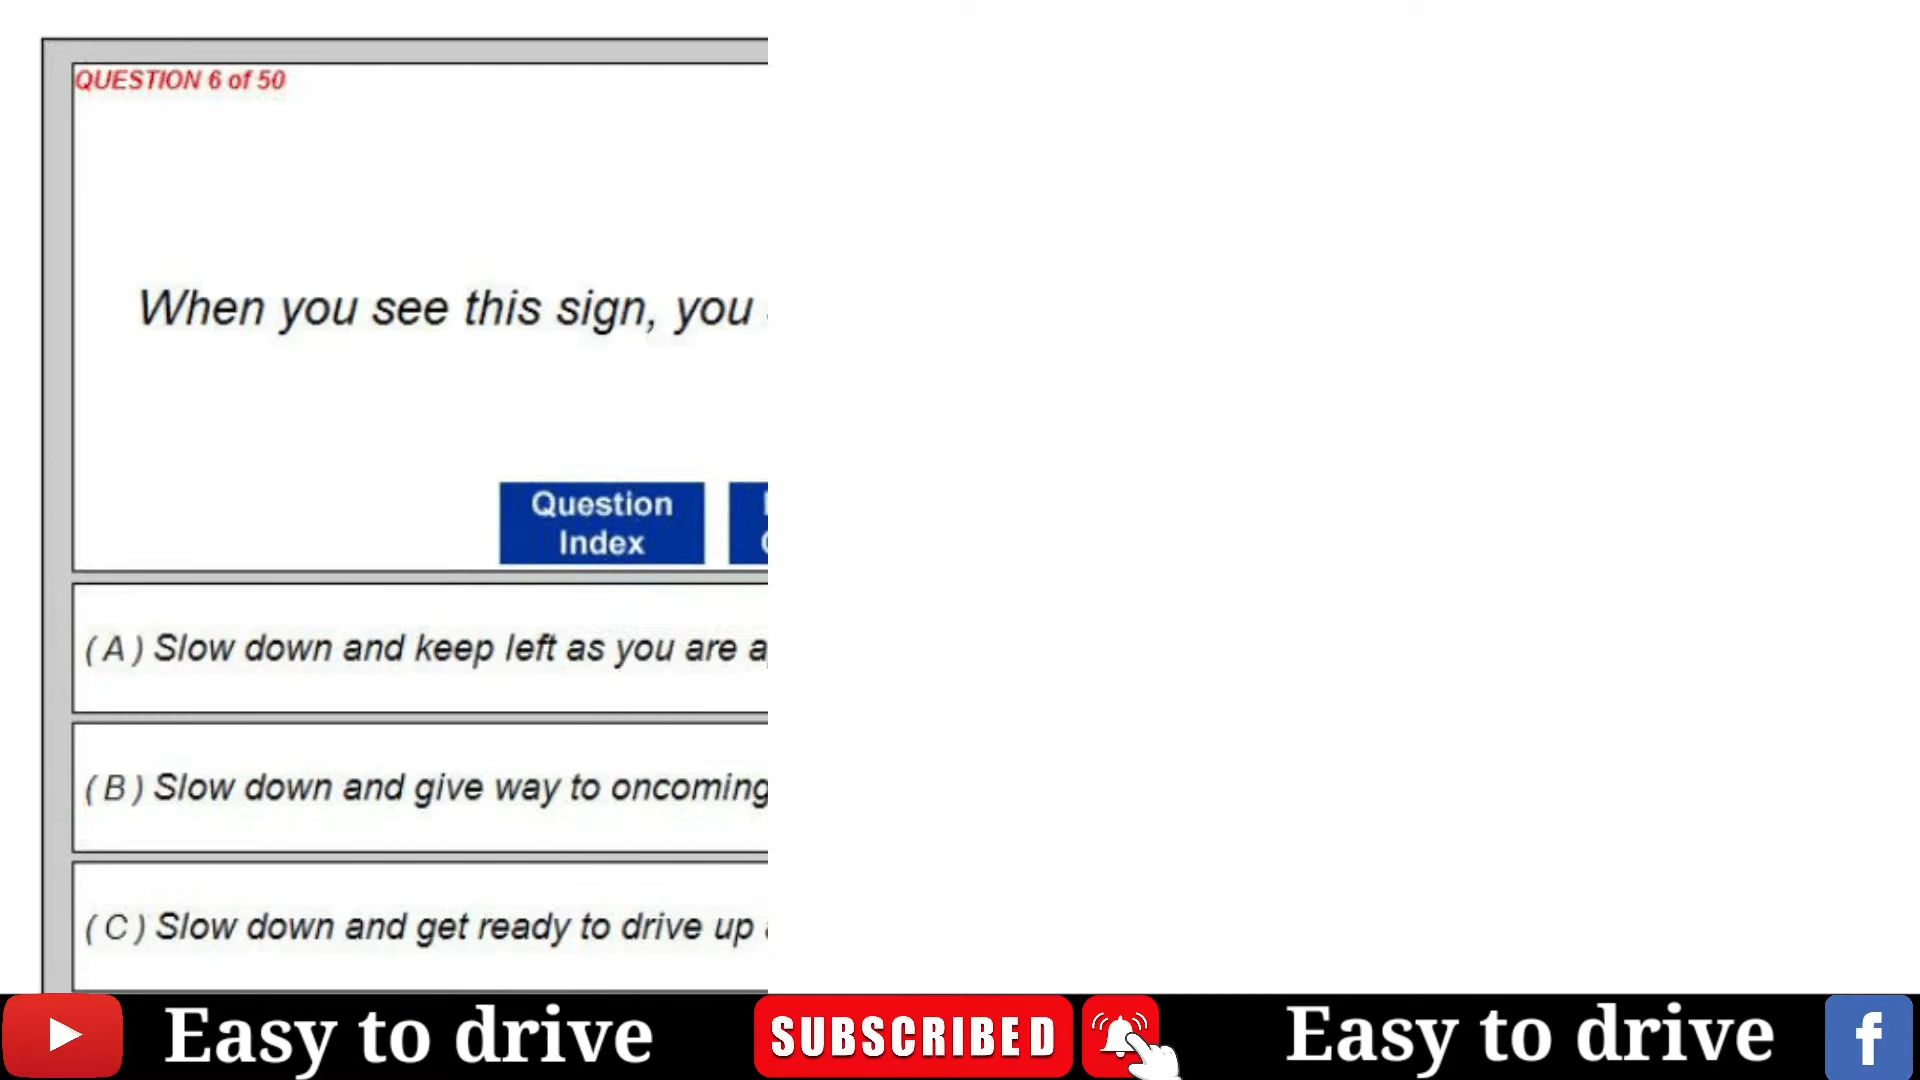 QUESTION 6 of 50
When you see this sign, you
Question
Index
(A) Slow down and keep left as you are
(B) Slow down and give way to oncoming
(C) Slow down and get ready to drive up
Easy to drive
SUBSCRIBED
Easy to drive
f